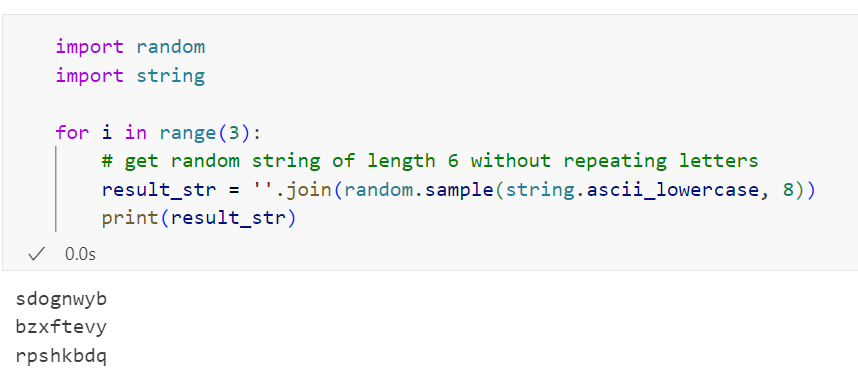 import random
import string
for i in range(3):
    # get random string of length 6 without repeating letters
    result_str = ''.join(random.sample(string.ascii_lowercase, 8))
    print(result_str)
✓ 0.0s
sdognwyb
bzxftevy
rpshkbdq